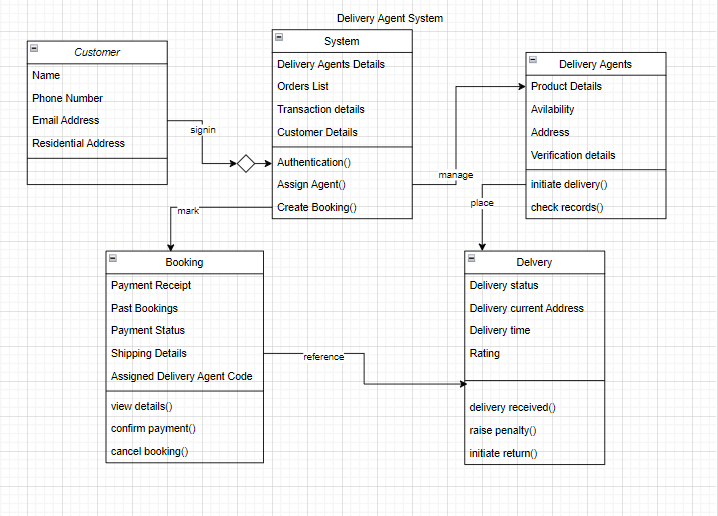 Delivery Agent System
Customer
Name
Phone Number
Email Address
Residential Address
signin
System
Delivery Agents Details
Orders List
Transaction details
Customer Details
Authentication()
Assign Agent()
Create Booking()
manage
mark
Delivery Agents
Product Details
Avilability
Address
Verification details
initiate delivery()
check records()
place
Booking
Payment Receipt
Past Bookings
Payment Status
Shipping Details
Assigned Delivery Agent Code
view details()
confirm payment()
cancel booking()
reference
Delvery
Delivery status
Delivery current Address
Delivery time
Rating
delivery received()
raise penalty()
initiate return()